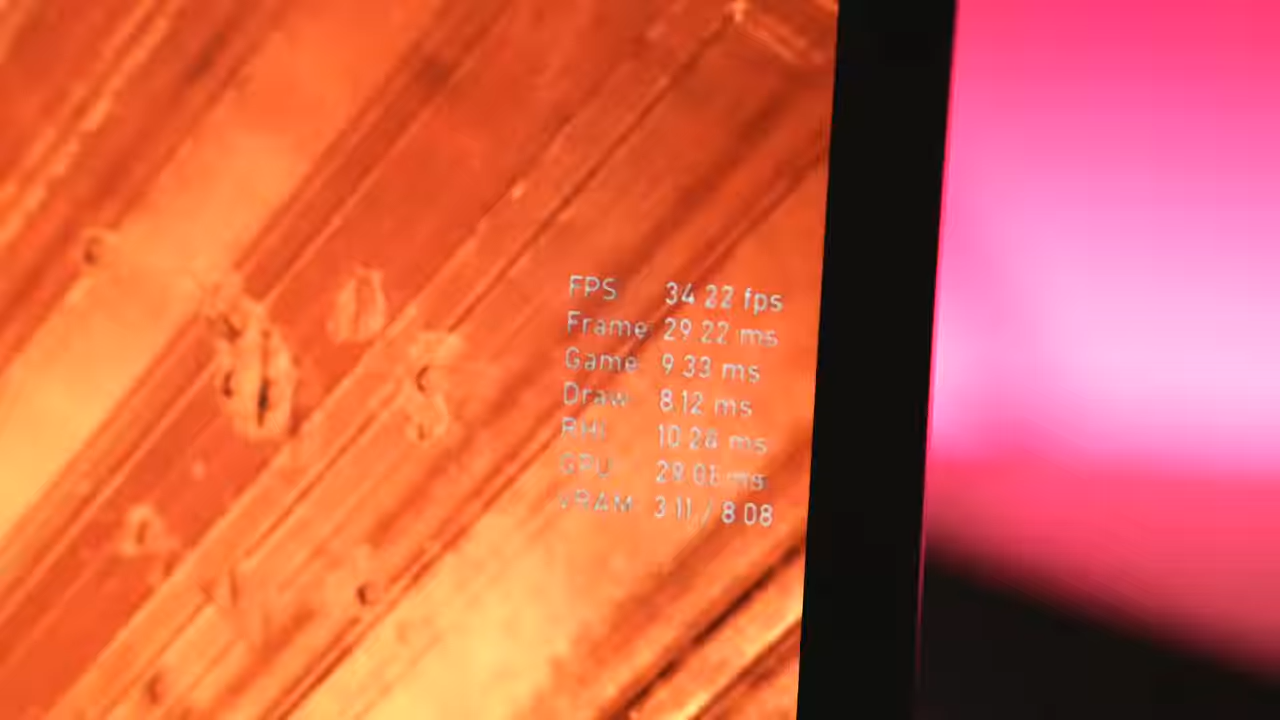 FPS 34.22 fps
Frame 29.22 ms
Game 9.33 ms
Draw 8.12 ms
RHI 10.28 ms
GPU 29.01 ms
VRAM 3.11 / 8.08